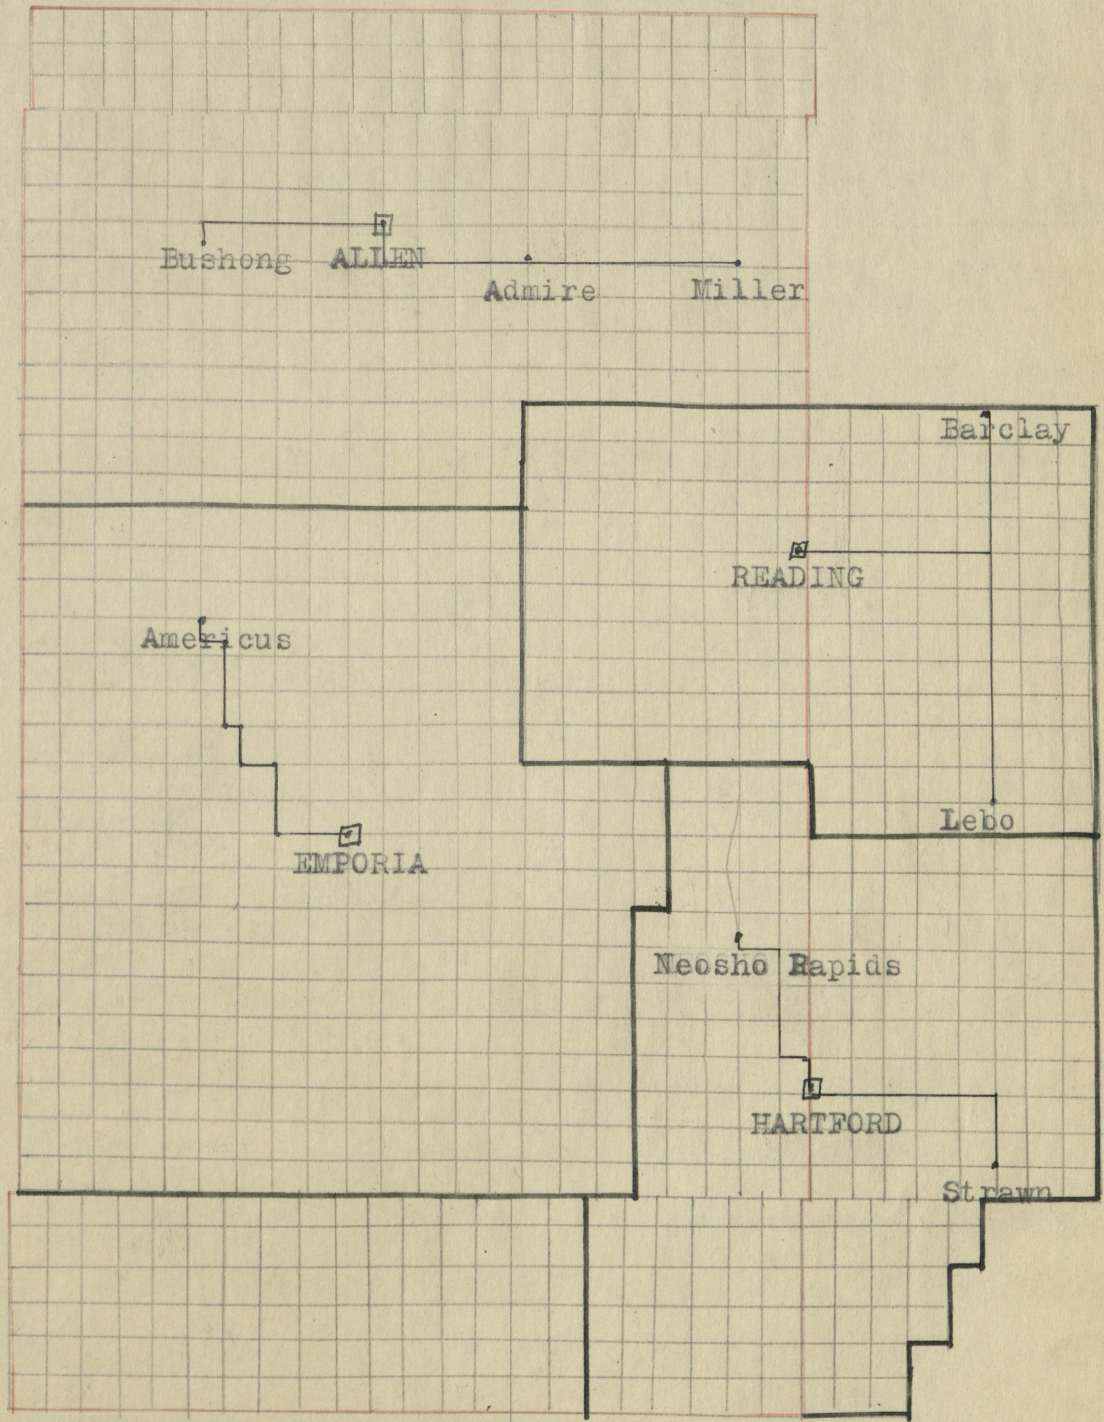 Bushong ALLEN
Admire Miller
Barclay
READING
Americus
Lebo
EMPORIA
Neosho Rapids
HARTFORD
Strawn